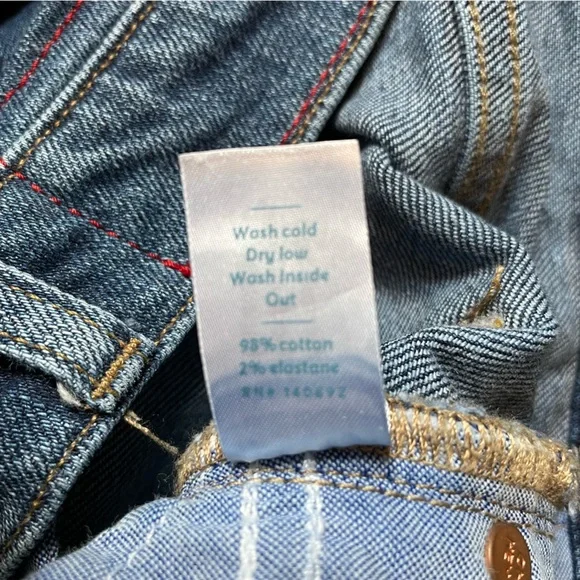 Wash cold
Dry low
Wash Inside
Out
98% cotton
2% elastane
RN# 140692